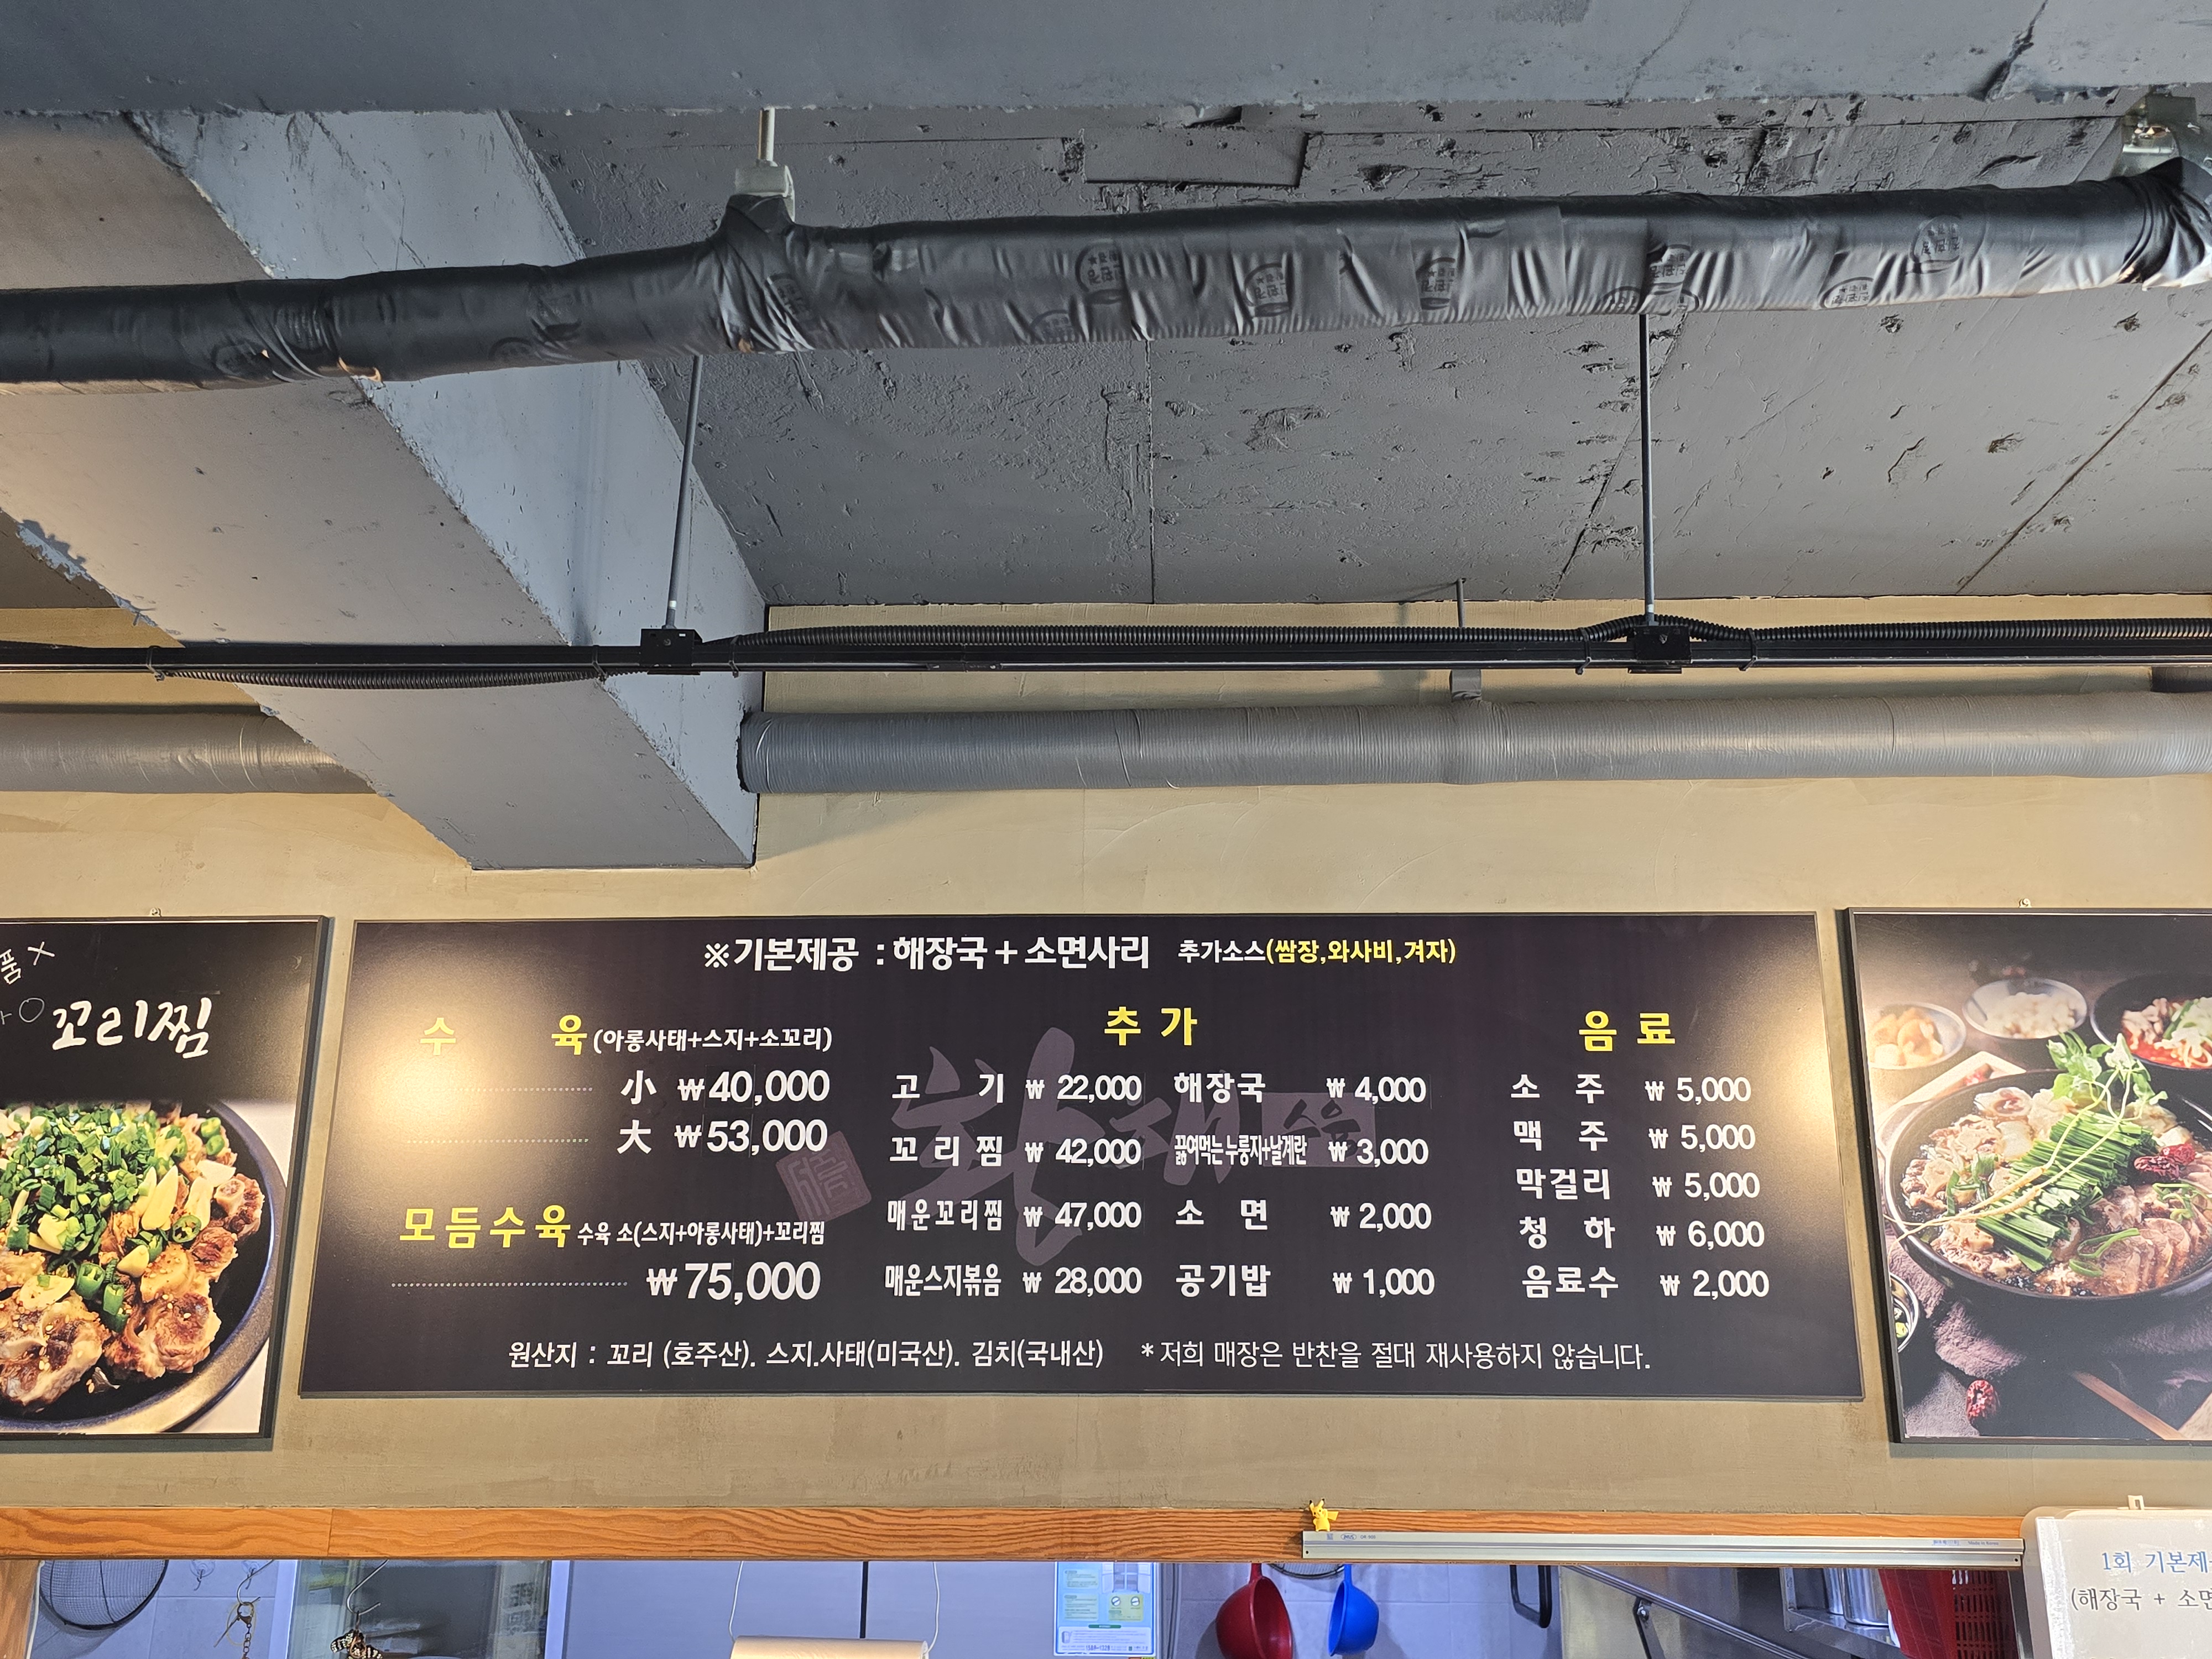 ※기본제공 : 해장국 + 소면사리 추가소스(쌈장,와사비,겨자)
수 육 (아롱사태+스지+소꼬리)
小 ₩40,000
大 ₩53,000
모듬수육 수육 소(스지+아롱사태)+꼬리찜
₩75,000
추 가
고 기 ₩ 22,000 해장국 ₩ 4,000
꼬 리 찜 ₩ 42,000 끓여먹는 누룽지+날계란 ₩ 3,000
매운꼬리찜 ₩ 47,000 소 면 ₩ 2,000
매운스지볶음 ₩ 28,000 공기밥 ₩ 1,000
음 료
소 주 ₩ 5,000
맥 주 ₩ 5,000
막걸리 ₩ 5,000
청 하 ₩ 6,000
음료수 ₩ 2,000
원산지 : 꼬리 (호주산). 스지.사태(미국산). 김치(국내산) * 저희 매장은 반찬을 절대 재사용하지 않습니다.
꼬리찜
1회 기본제
(해장국 + 소면